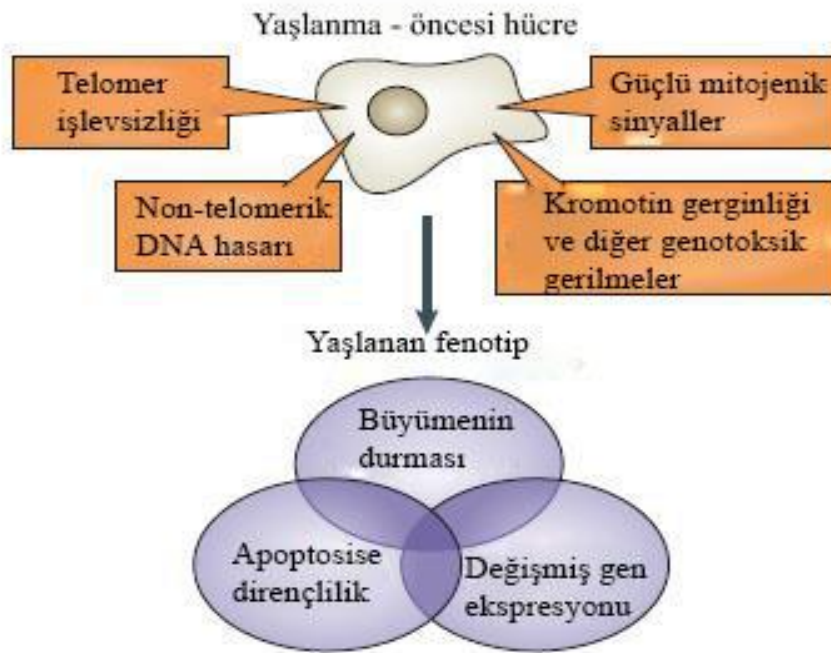 Yaşlanma - öncesi hücre
Telomer
işlevsizliği
Güçlü mitojenik
sinyaller
Non-telomerik
DNA hasarı
Kromotin gerginliği
ve diğer genotoksik
gerilmeler
Yaşlanan fenotip
Büyümenin
durması
Apoptosise
dirençlilik
Değişmiş gen
ekspresyonu